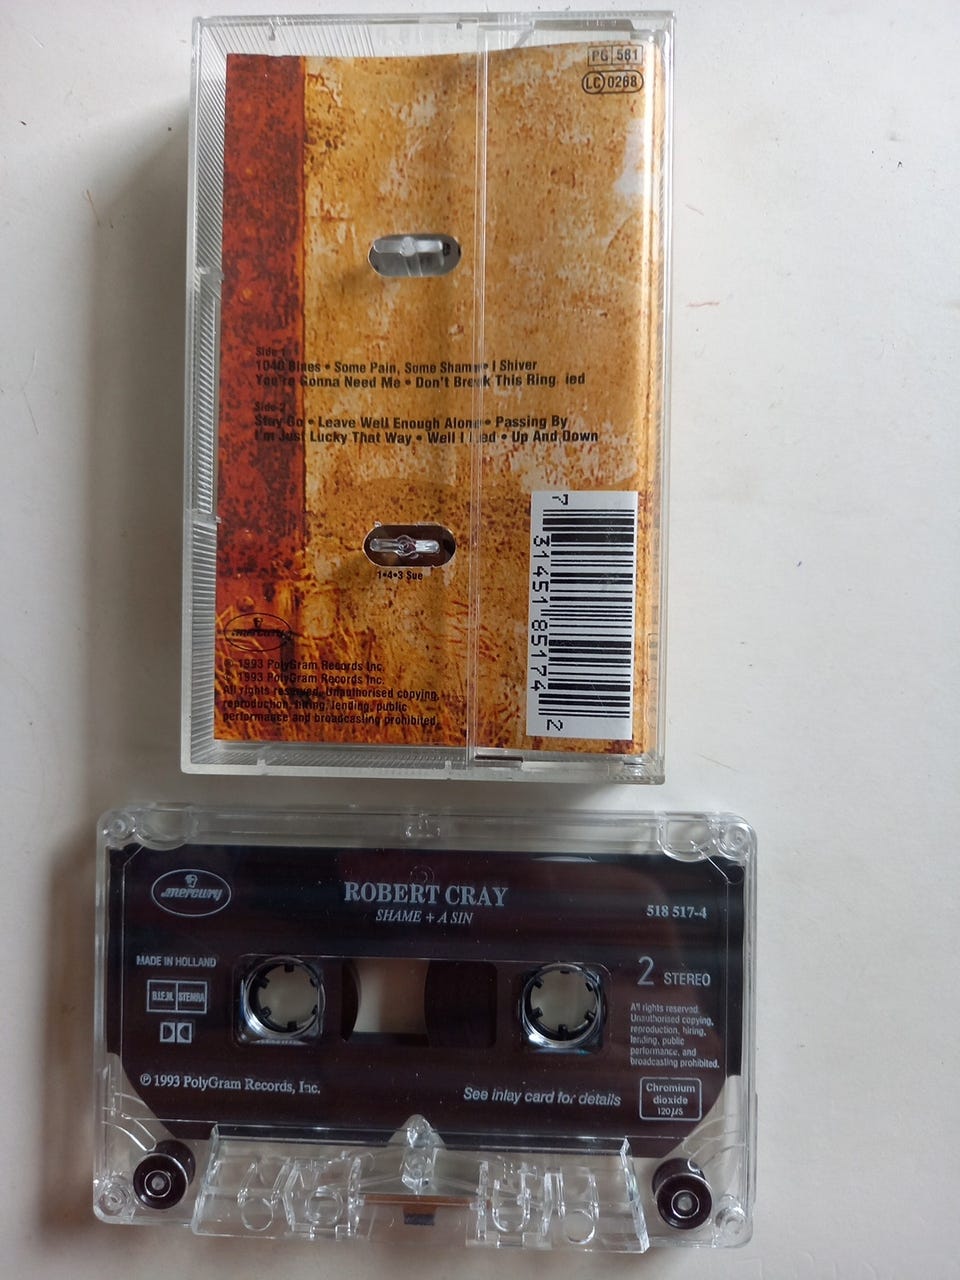 PG 561
LC 0268
Side 1
1040 Blues • Some Pain, Some Shame • I Shiver
You're Gonna Need Me • Don't Break This Ring ied
Side 2
Stay Go • Leave Well Enough Alone • Passing By
I'm Just Lucky That Way • Well I Lied • Up And Down
1•4•3 Sue
7 31451 85174 2
mercury
© 1993 PolyGram Records Inc.
1993 PolyGram Records Inc.
All rights reserved. Unauthorised copying,
reproduction, hiring, lending, public
performance and broadcasting prohibited.
mercury
ROBERT CRAY
SHAME + A SIN
518 517-4
MADE IN HOLLAND
B.I.E.M. STEMRA
2 STEREO
All rights reserved.
Unauthorised copying,
reproduction, hiring,
lending, public
performance, and
broadcasting prohibited.
℗ 1993 PolyGram Records, Inc.
See inlay card for details
Chromium
dioxide
120 µs